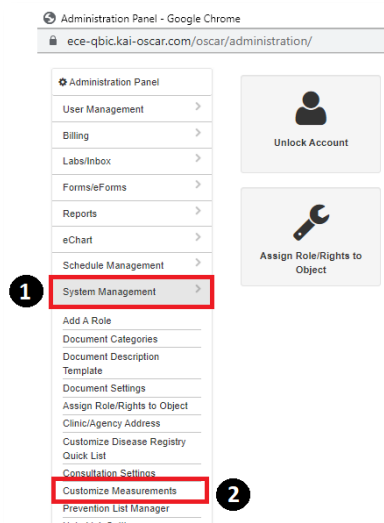 Administration Panel - Google Chrome
ece-qbic.kai-oscar.com/oscar/administration/
Administration Panel
User Management
Billing
Labs/Inbox
Forms/eForms
Reports
eChart
Schedule Management
1
System Management
Add A Role
Document Categories
Document Description
Template
Document Settings
Assign Role/Rights to Object
Clinic/Agency Address
Customize Disease Registry
Quick List
Consultation Settings
Customize Measurements
2
Prevention List Manager
Unlock Account
Assign Role/Rights to
Object